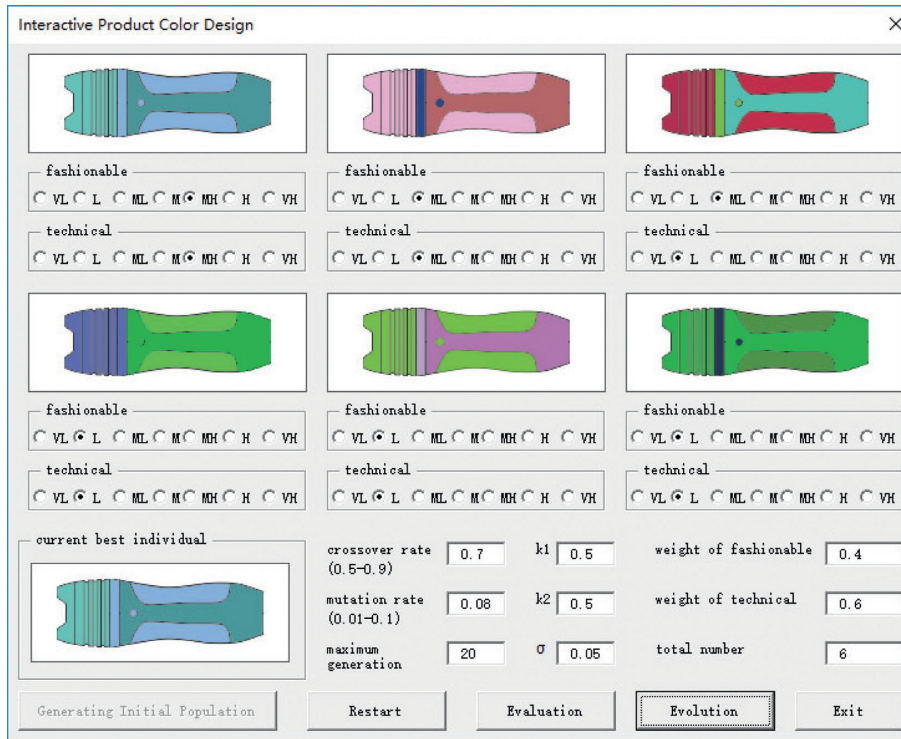 Interactive Product Color Design
fashionable fashionable fashionable
VL L ML M MH H VH VL L ML M MH H VH VL L ML M MH H VH
technical technical technical
VL L ML M MH H VH VL L ML M MH H VH VL L ML M MH H VH
fashionable fashionable fashionable
VL L ML M MH H VH VL L ML M MH H VH VL L ML M MH H VH
technical technical technical
VL L ML M MH H VH VL L ML M MH H VH VL L ML M MH H VH
current best individual
crossover rate 0.7 k1 0.5 weight of fashionable 0.4
(0.5-0.9)
mutation rate 0.08 k2 0.5 weight of technical 0.6
(0.01-0.1)
maximum 20 σ 0.05 total number 6
generation
Generating Initial Population Restart Evaluation Evolution Exit